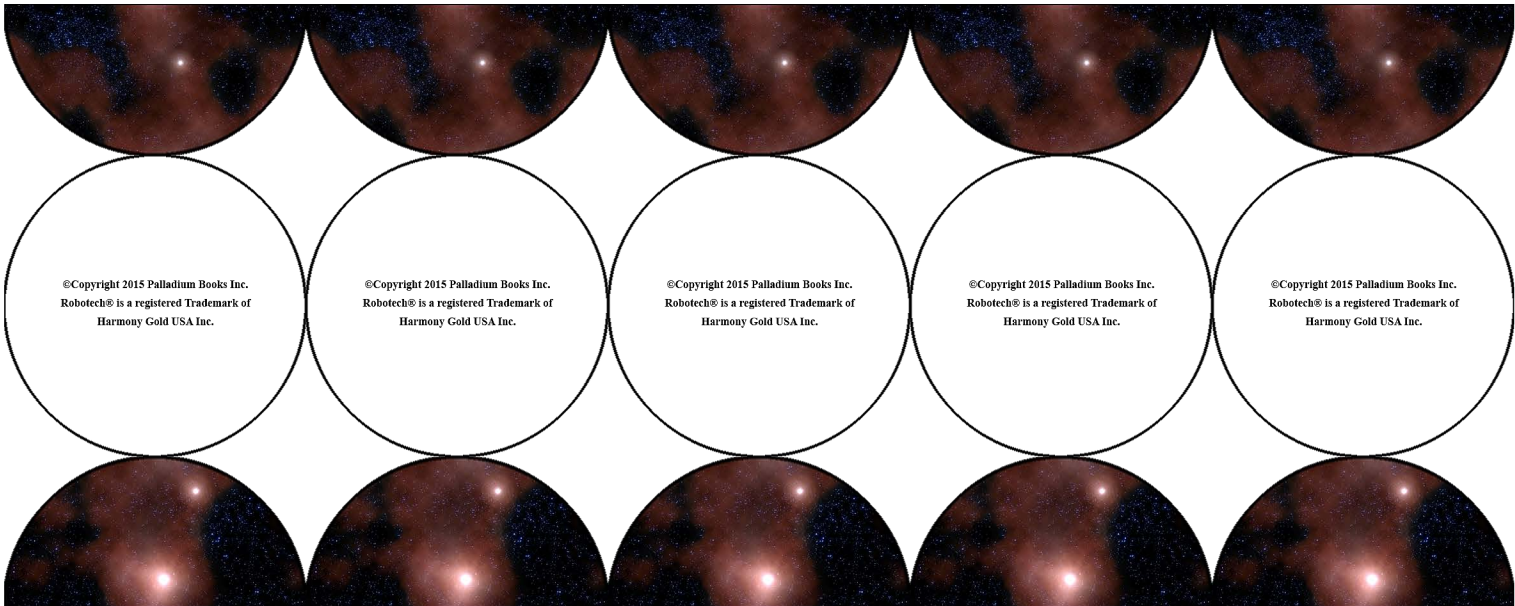 ©Copyright 2015 Palladium Books Inc.
Robotech® is a registered Trademark of
Harmony Gold USA Inc.
©Copyright 2015 Palladium Books Inc.
Robotech® is a registered Trademark of
Harmony Gold USA Inc.
©Copyright 2015 Palladium Books Inc.
Robotech® is a registered Trademark of
Harmony Gold USA Inc.
©Copyright 2015 Palladium Books Inc.
Robotech® is a registered Trademark of
Harmony Gold USA Inc.
©Copyright 2015 Palladium Books Inc.
Robotech® is a registered Trademark of
Harmony Gold USA Inc.